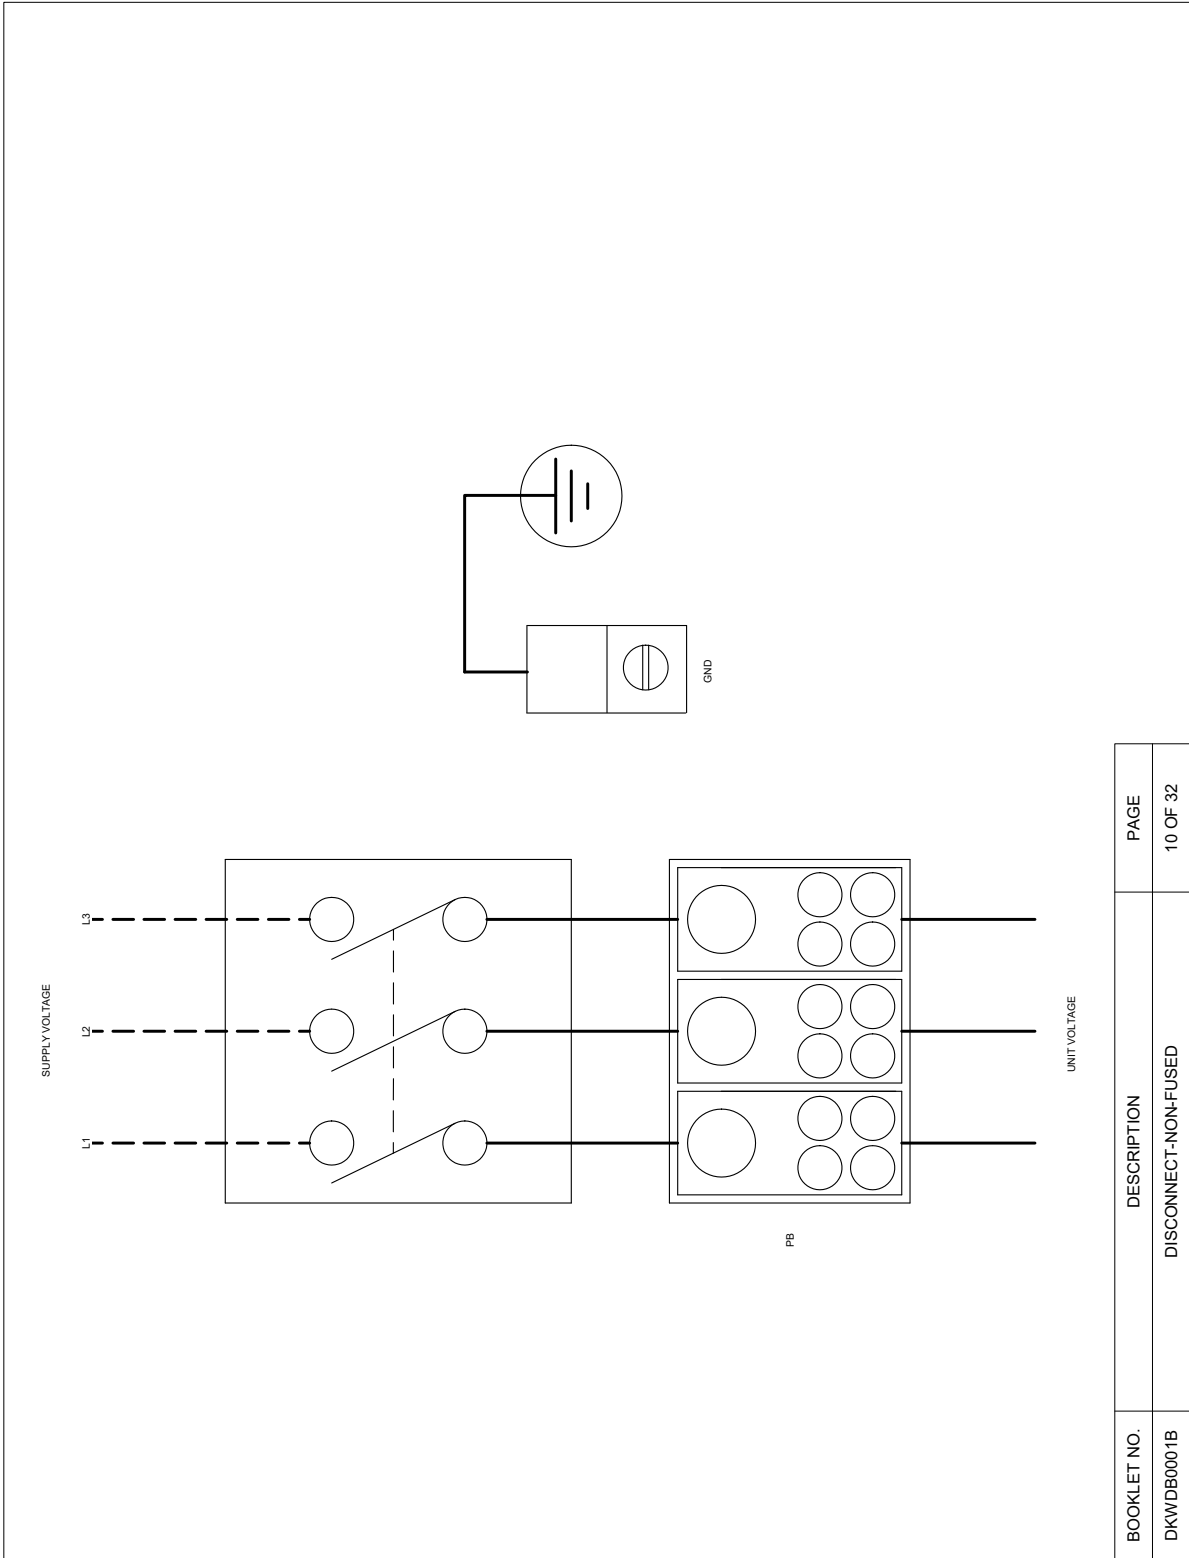 SUPPLY VOLTAGE
L1
L2
L3
GND
PB
UNIT VOLTAGE
BOOKLET NO.
DESCRIPTION
PAGE
DKWDB0001B
DISCONNECT-NON-FUSED
10 OF 32